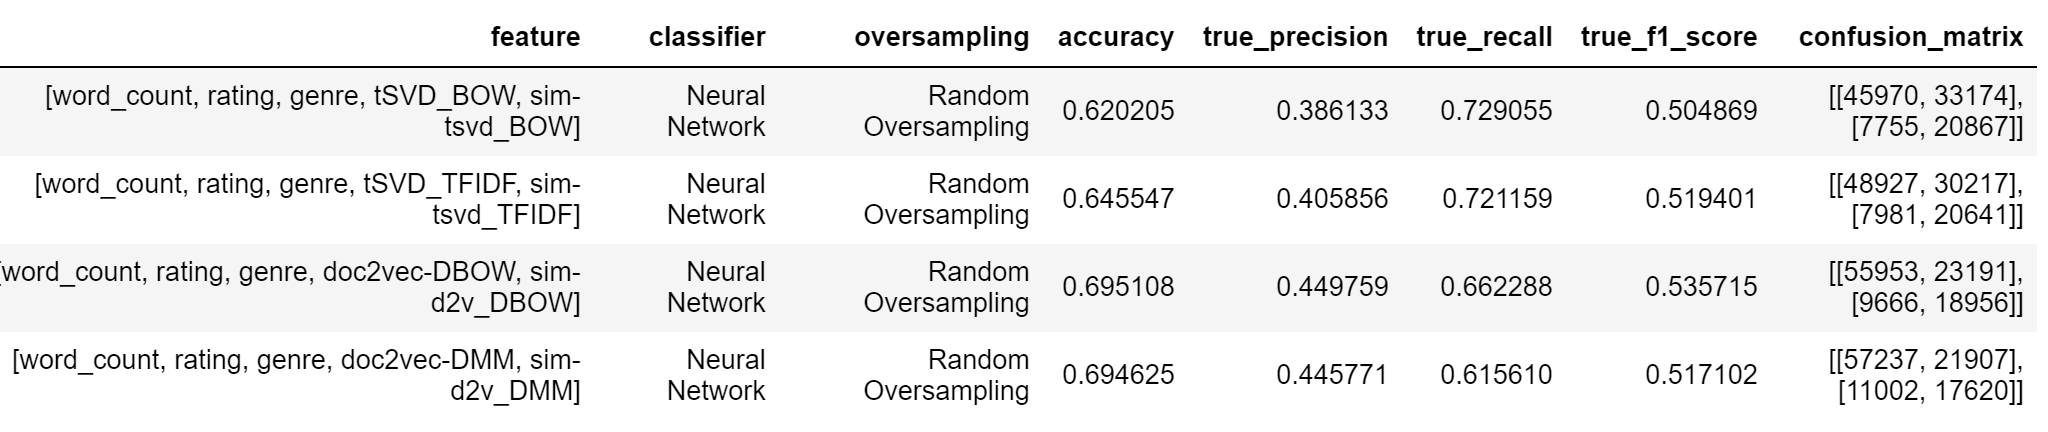 feature classifier oversampling accuracy true_precision true_recall true_f1_score confusion_matrix
[word_count, rating, genre, tSVD_BOW, sim- Neural Random [[45970, 33174],
tsvd_BOW] Network Oversampling 0.620205 0.386133 0.729055 0.504869 [7755, 20867]]
[word_count, rating, genre, tSVD_TFIDF, sim- Neural Random [[48927, 30217],
tsvd_TFIDF] Network Oversampling 0.645547 0.405856 0.721159 0.519401 [7981, 20641]]
[word_count, rating, genre, doc2vec-DBOW, sim- Neural Random [[55953, 23191],
d2v_DBOW] Network Oversampling 0.695108 0.449759 0.662288 0.535715 [9666, 18956]]
[word_count, rating, genre, doc2vec-DMM, sim- Neural Random [[57237, 21907],
d2v_DMM] Network Oversampling 0.694625 0.445771 0.615610 0.517102 [11002, 17620]]